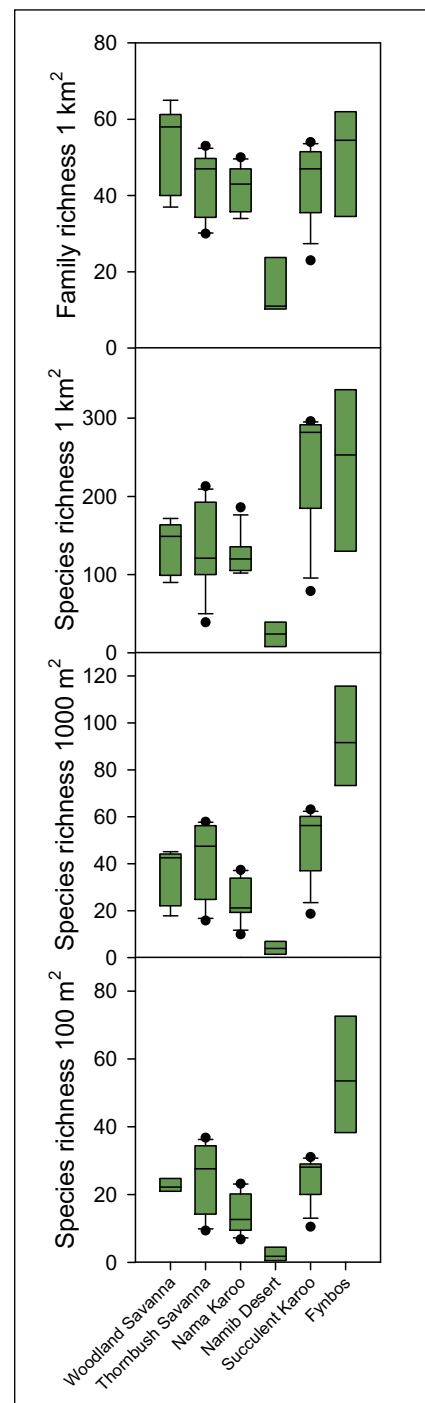 Family richness 1 km²
80
60
40
20
0
Species richness 1 km²
300
200
100
0
Species richness 1000 m²
120
100
80
60
40
20
0
Species richness 100 m²
80
60
40
20
0
Woodland Savanna
Thornbush Savanna
Nama Karoo
Namib Desert
Succulent Karoo
Fynbos